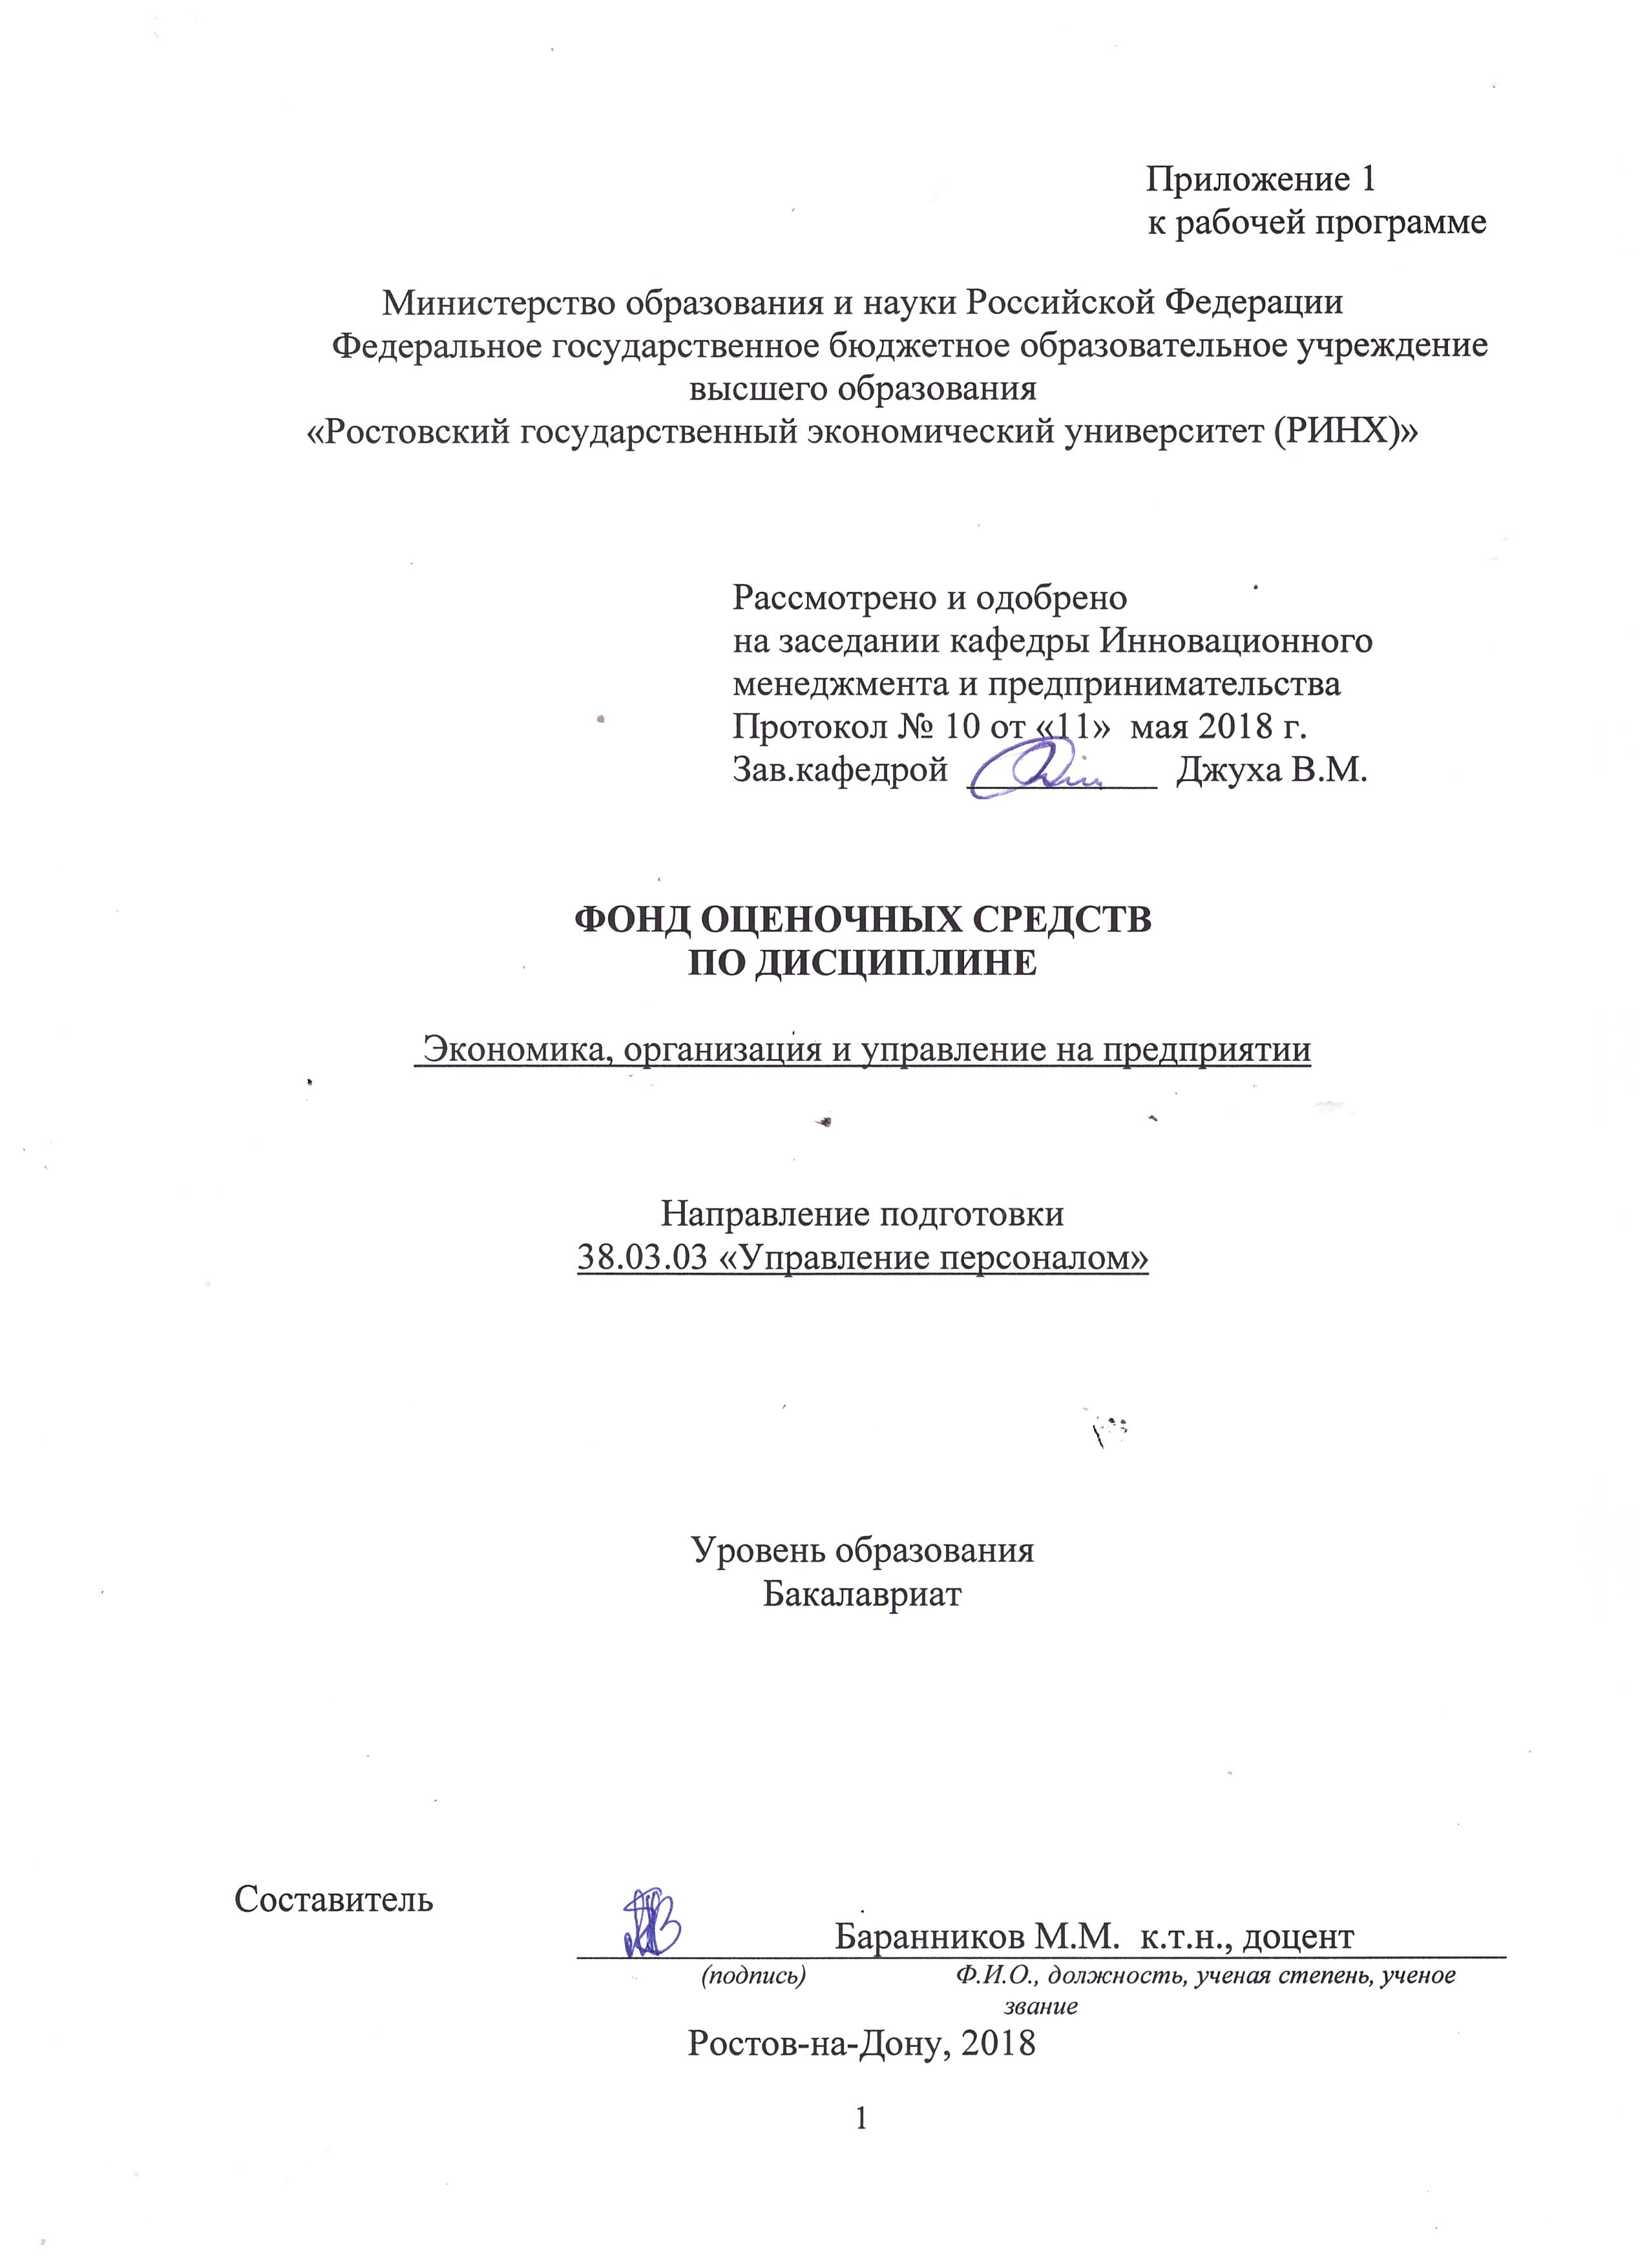 Приложение 1
к рабочей программе
Министерство образования и науки Российской Федерации
Федеральное государственное бюджетное образовательное учреждение
высшего образования
«Ростовский государственный экономический университет (РИНХ)»
Рассмотрено и одобрено
на заседании кафедры Инновационного
менеджмента и предпринимательства
Протокол № 10 от «11» мая 2018 г.
Зав.кафедрой __________ Джуха В.М.
ФОНД ОЦЕНОЧНЫХ СРЕДСТВ
ПО ДИСЦИПЛИНЕ
Экономика, организация и управление на предприятии
Направление подготовки
38.03.03 «Управление персоналом»
Уровень образования
Бакалавриат
Составитель
Баранников М.М. к.т.н., доцент
(подпись) Ф.И.О., должность, ученая степень, ученое
звание
Ростов-на-Дону, 2018
1